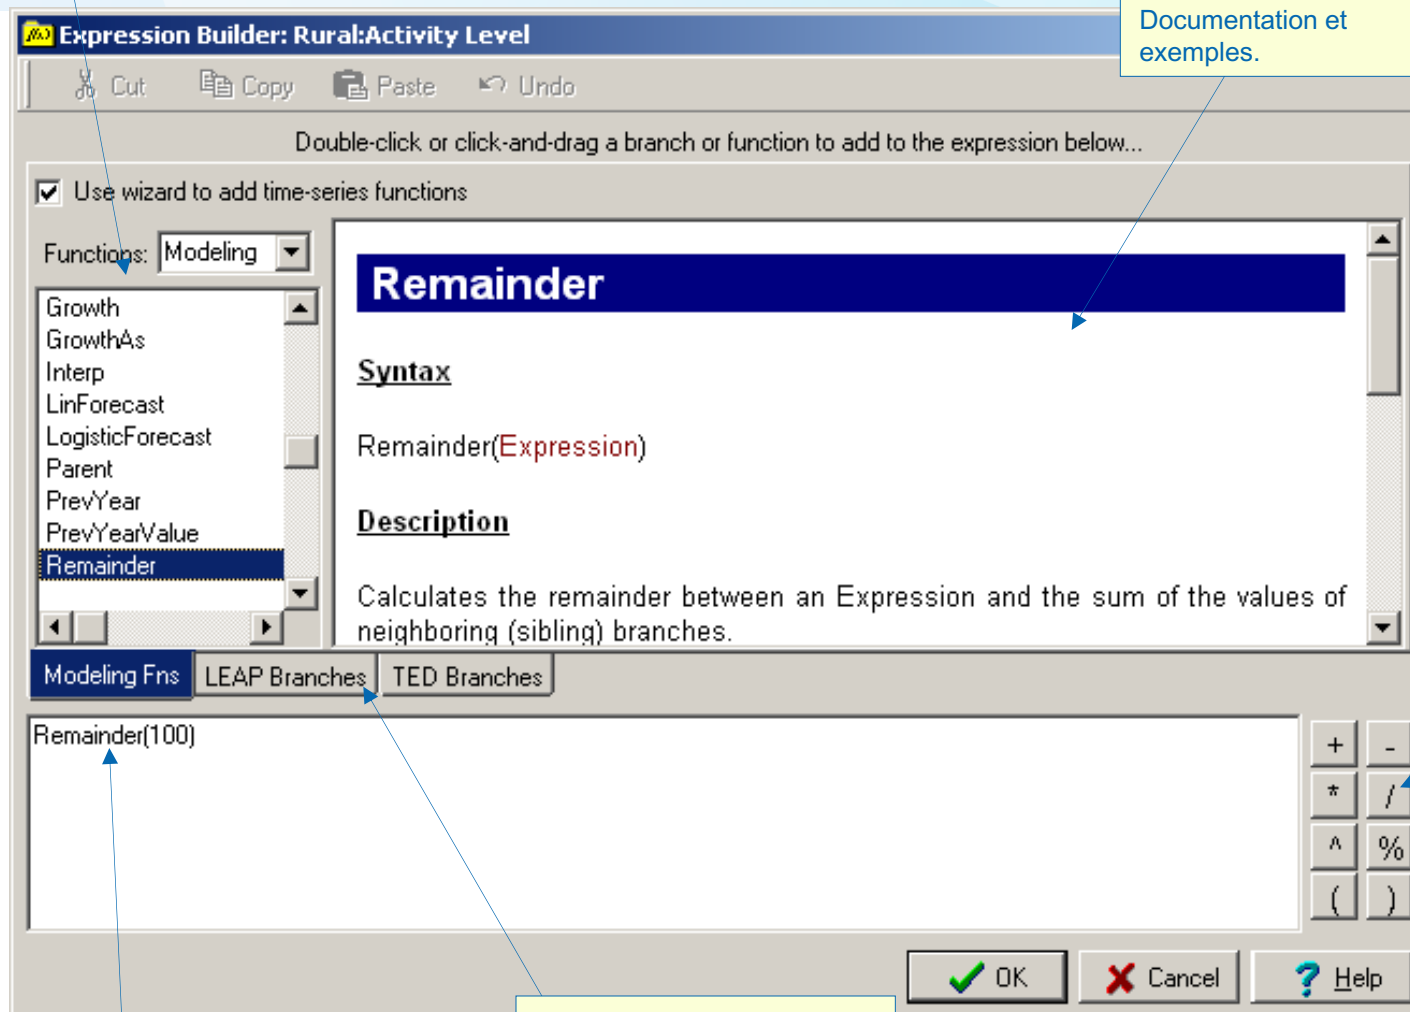 Documentation et
exemples.
Expression Builder: Rural:Activity Level
Cut Copy Paste Undo
Double-click or click-and-drag a branch or function to add to the expression below...
Use wizard to add time-series functions
Functions: Modeling
Growth
GrowthAs
Interp
LinForecast
LogisticForecast
Parent
PrevYear
PrevYearValue
Remainder
Remainder
Syntax
Remainder(Expression)
Description
Calculates the remainder between an Expression and the sum of the values of
neighboring (sibling) branches.
Modeling Fns LEAP Branches TED Branches
Remainder(100)
+ -
* /
^ %
( )
OK Cancel Help